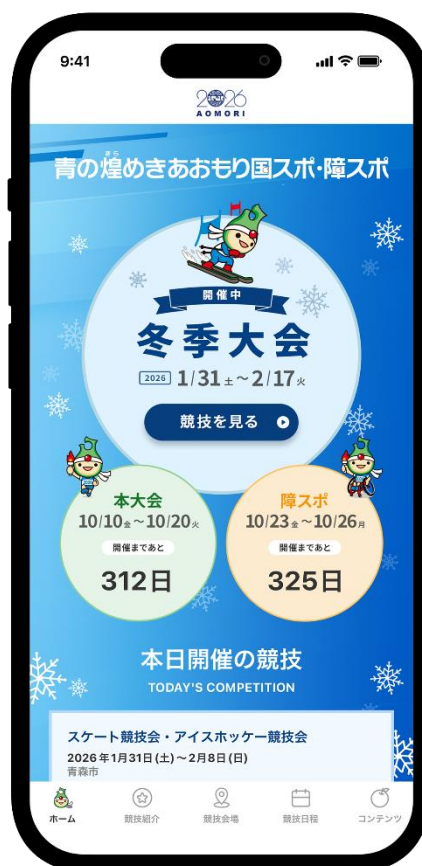 9:41
2026
AOMORI
きら
青の煌めきあおもり国スポ・障スポ
開催中
冬季大会
2026 1/31土～2/17火
競技を見る
本大会
10/10金～10/20火
開催まであと
312日
障スポ
10/23金～10/26月
開催まであと
325日
本日開催の競技
TODAY'S COMPETITION
スケート競技会・アイスホッケー競技会
2026年1月31日(土)～2月8日(日)
青森市
ホーム
競技紹介
競技会場
競技日程
コンテンツ